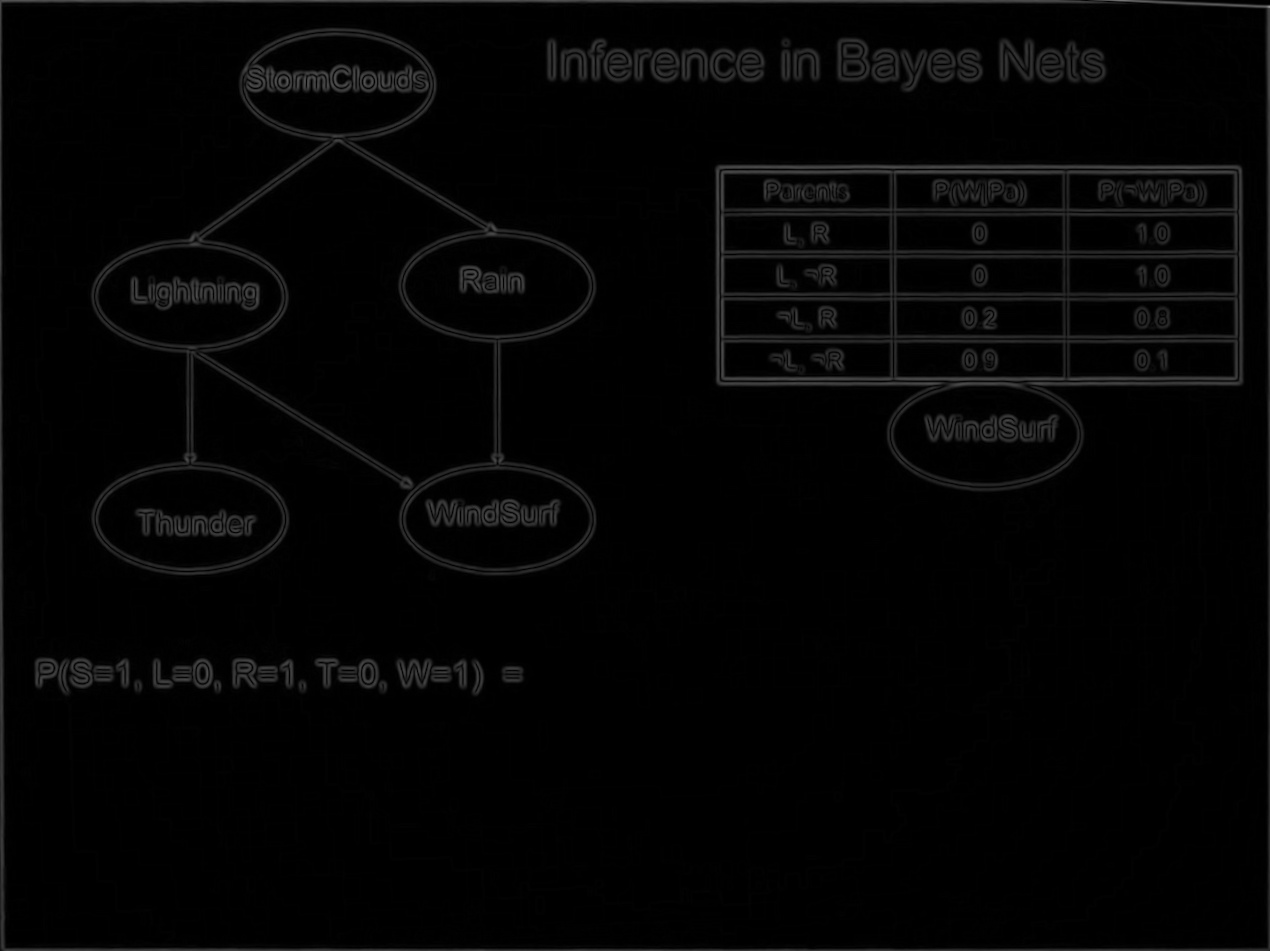 Inference in Bayes Nets
StormClouds
Lightning
Rain
Thunder
WindSurf
Parents P(W|Pa) P(¬W|Pa)
L, R 0 1.0
L, ¬R 0 1.0
¬L, R 0.2 0.8
¬L, ¬R 0.9 0.1
WindSurf
P(S=1, L=0, R=1, T=0, W=1) =